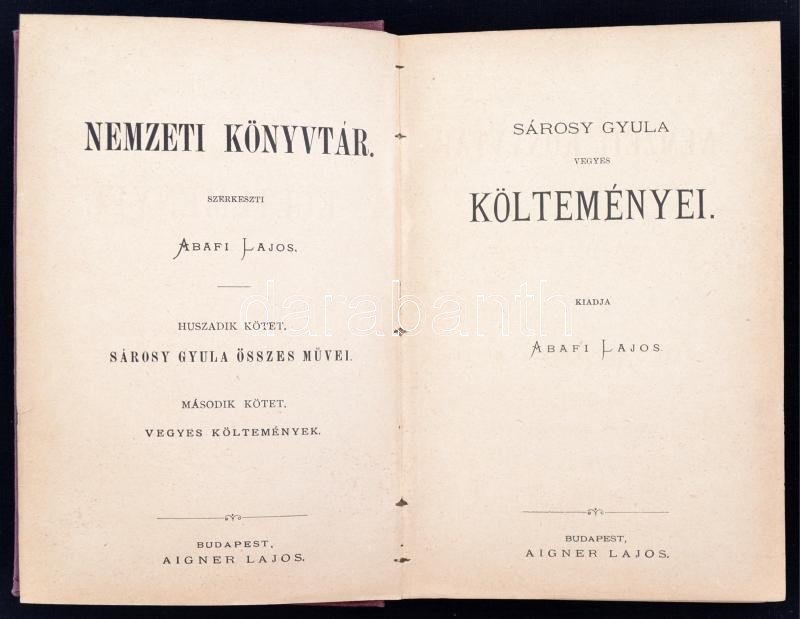 NEMZETI KÖNYVTÁR.
SZERKESZTI
ABAFI LAJOS.
HUSZADIK KÖTET.
SÁROSY GYULA ÖSSZES MŰVEI.
MÁSODIK KÖTET.
VEGYES KÖLTEMÉNYEK.
BUDAPEST,
AIGNER LAJOS.
SÁROSY GYULA
VEGYES
KÖLTEMÉNYEI.
KIADJA
ABAFI LAJOS.
BUDAPEST,
AIGNER LAJOS.
darabanth